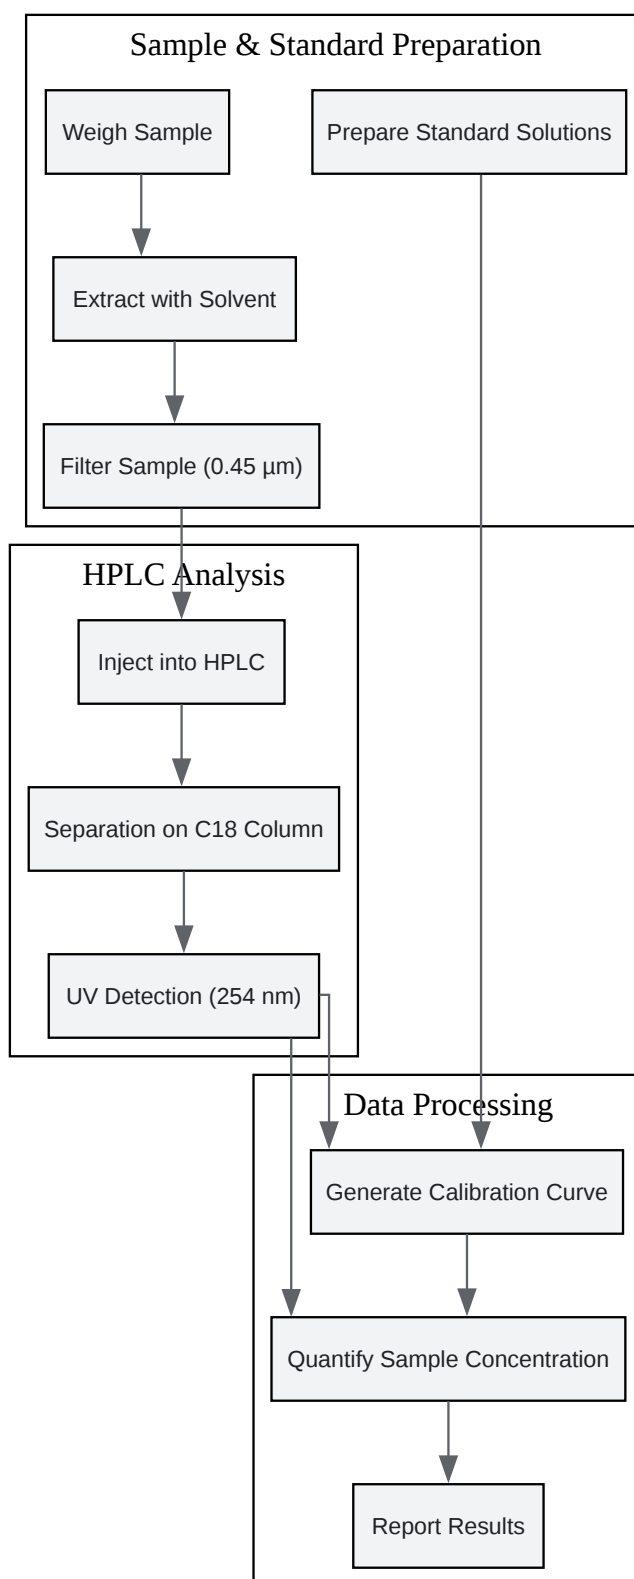 Sample & Standard Preparation
Weigh Sample
Prepare Standard Solutions
Extract with Solvent
Filter Sample (0.45 µm)
HPLC Analysis
Inject into HPLC
Separation on C18 Column
UV Detection (254 nm)
Data Processing
Generate Calibration Curve
Quantify Sample Concentration
Report Results